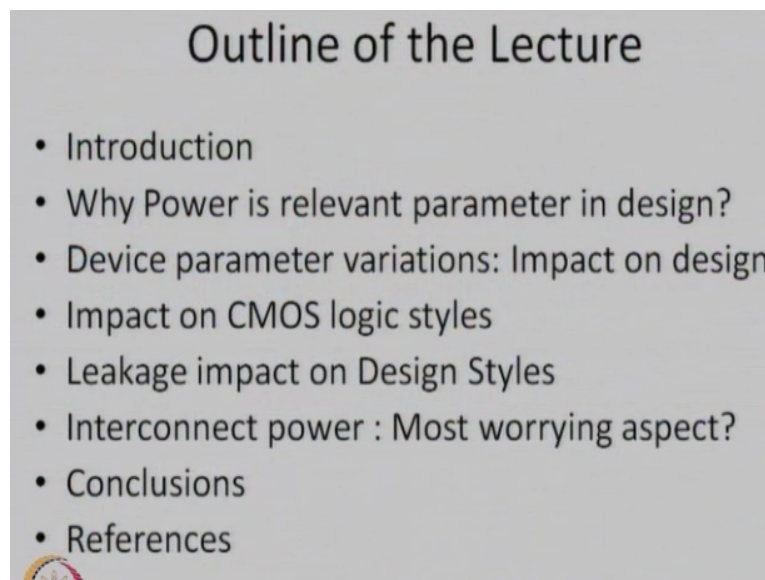 Outline of the Lecture
• Introduction
• Why Power is relevant parameter in design?
• Device parameter variations: Impact on design
• Impact on CMOS logic styles
• Leakage impact on Design Styles
• Interconnect power : Most worrying aspect?
• Conclusions
• References